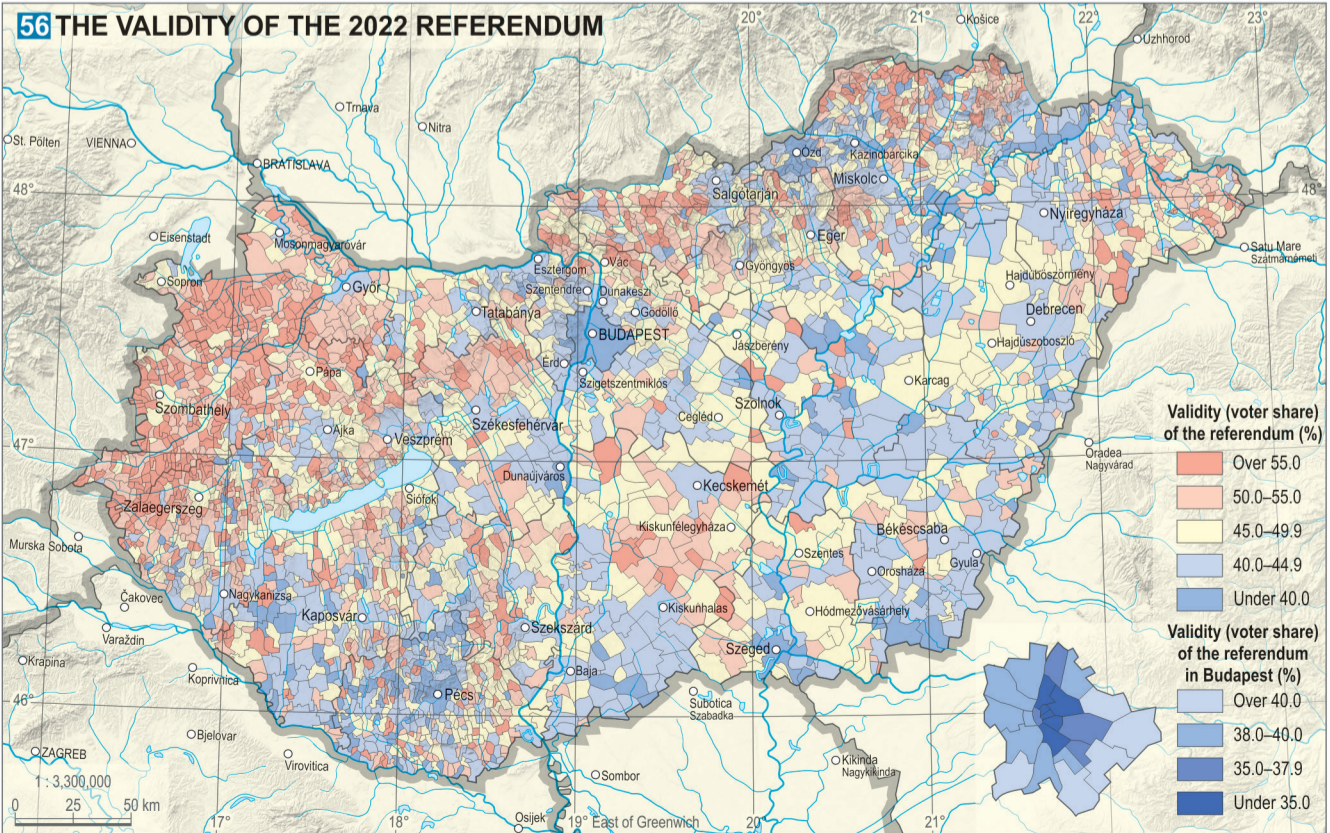 56 THE VALIDITY OF THE 2022 REFERENDUM
20°
21°
22°
23°
Košice
Uzhhorod
Trnava
Nitra
St. Pölten
VIENNA
BRATISLAVA
Ózd
Kazincbarcika
Miskolc
Salgótarján
48°
48°
Nyíregyháza
Eisenstadt
Mosonmagyaróvár
Eger
Satu Mare
Szatmárnémeti
Sopron
Esztergom
Vác
Gyöngyös
Győr
Szentendre
Dunakeszi
Hajdúböszörmény
Tatabánya
Gödöllő
Debrecen
BUDAPEST
Jászberény
Hajdúszoboszló
Érd
Pápa
Szigetszentmiklós
Karcag
Szombathely
Szolnok
Cegléd
Ajka
Veszprém
Székesfehérvár
47°
47°
Oradea
Nagyvárad
Dunaújváros
Kecskemét
Zalaegerszeg
Siófok
Kiskunfélegyháza
Békéscsaba
Murska Sobota
Szentes
Gyula
Orosháza
Čakovec
Nagykanizsa
Kaposvár
Kiskunhalas
Hódmezővásárhely
Varaždin
Szekszárd
Szeged
Krapina
Koprivnica
Baja
Pécs
46°
Subotica
Szabadka
Bjelovar
ZAGREB
Virovitica
Sombor
Kikinda
Nagykikinda
Osijek
1 : 3,300,000
0 25 50 km
17°
18°
19° East of Greenwich
20°
21°
Validity (voter share)
of the referendum (%)
Over 55.0
50.0–55.0
45.0–49.9
40.0–44.9
Under 40.0
Validity (voter share)
of the referendum
in Budapest (%)
Over 40.0
38.0–40.0
35.0–37.9
Under 35.0